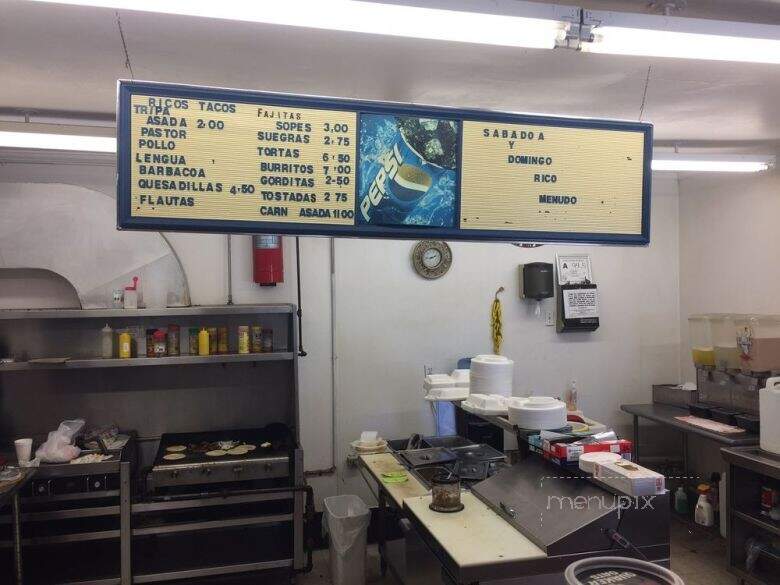 RICOS TACOS
TRIPA
ASADA 2.00
PASTOR
POLLO
LENGUA
BARBACOA
QUESADILLAS 4.50
FLAUTAS
FAJITAS
SOPES 3,00
SUEGRAS 2.75
TORTAS 6.50
BURRITOS 7.00
GORDITAS 2.50
TOSTADAS 2 75
CARN ASADA 11 00
PEPSI
SABADO A
Y
DOMINGO
RICO
MENUDO
A
menupix